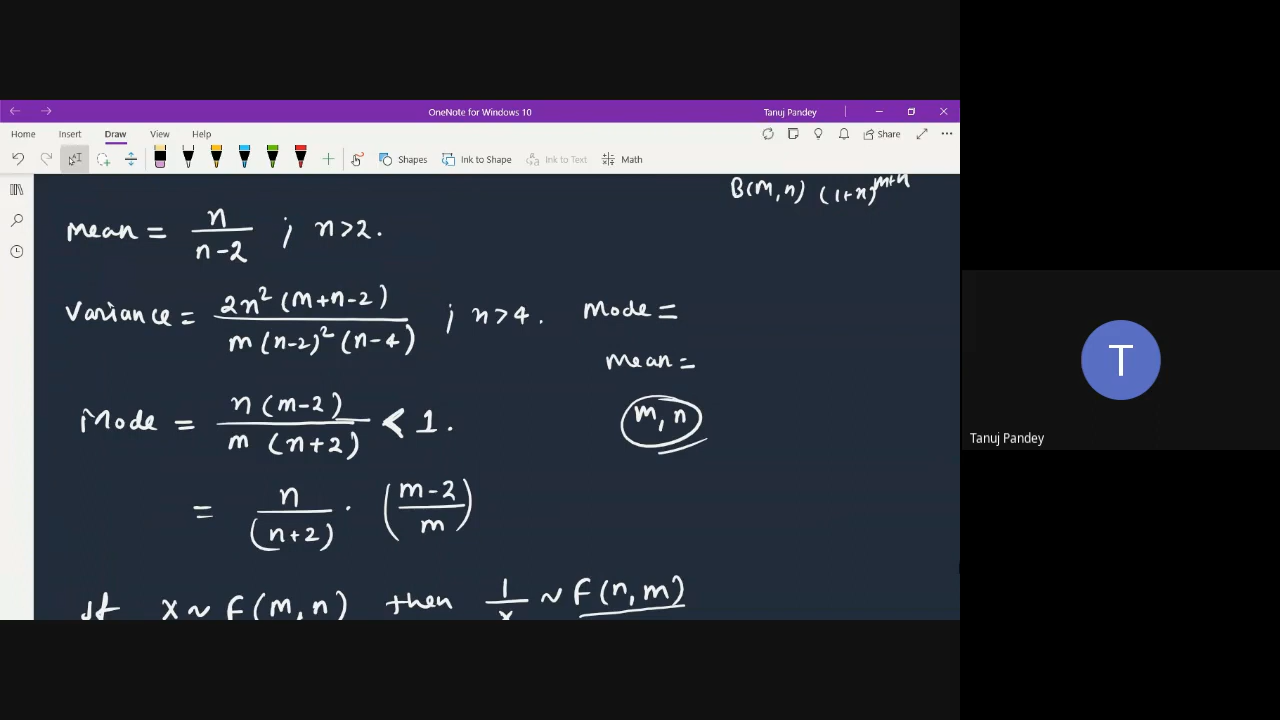 OneNote for Windows 10
Tanuj Pandey
Home Insert Draw View Help
Share
Shapes Ink to Shape Ink to Text Math
B(m,n) (1+x)^{m+n}
mean = n/(n-2) ; n>2.
Variance = 2n²(m+n-2) / m(n-2)²(n-4) ; n>4.
mode =
mean =
m, n
Mode = n(m-2) / m(n+2) < 1.
= n/(n+2) · (m-2 / m)
If x ~ F(m,n) then 1/x ~ F(n,m)
T
Tanuj Pandey